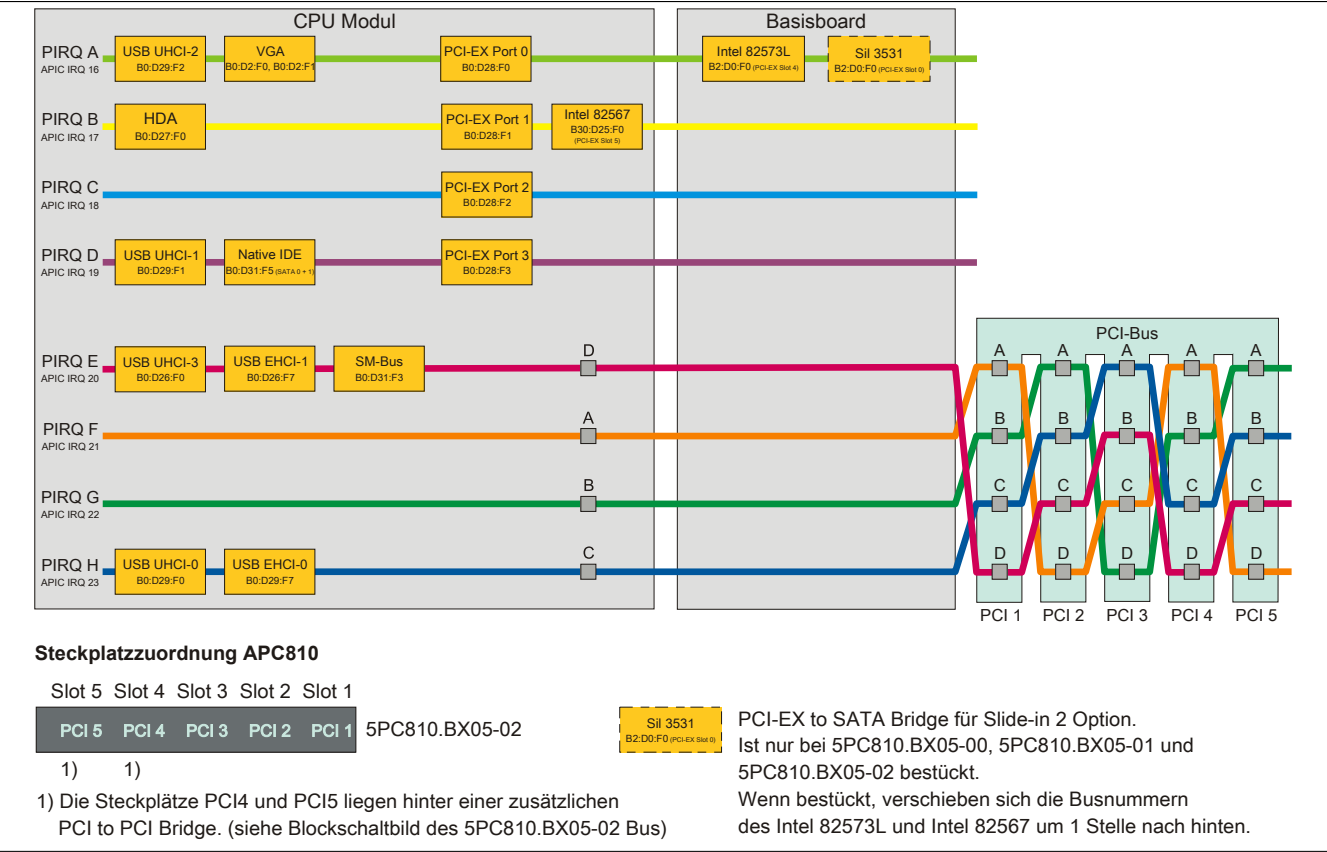 CPU Modul
Basisboard
PIRQ A
APIC IRQ 16
USB UHCI-2
B0:D29:F2
VGA
B0:D2:F0, B0:D2:F1
PCI-EX Port 0
B0:D28:F0
Intel 82573L
B2:D0:F0 (PCI-EX Slot 4)
Sil 3531
B2:D0:F0 (PCI-EX Slot 0)
PIRQ B
APIC IRQ 17
HDA
B0:D27:F0
PCI-EX Port 1
B0:D28:F1
Intel 82567
B30:D25:F0
(PCI-EX Slot 5)
PIRQ C
APIC IRQ 18
PCI-EX Port 2
B0:D28:F2
PIRQ D
APIC IRQ 19
USB UHCI-1
B0:D29:F1
Native IDE
B0:D31:F5 (SATA 0 + 1)
PCI-EX Port 3
B0:D28:F3
PCI-Bus
PIRQ E
APIC IRQ 20
USB UHCI-3
B0:D26:F0
USB EHCI-1
B0:D26:F7
SM-Bus
B0:D31:F3
D
A A A A A
PIRQ F
APIC IRQ 21
A
B B B B B
PIRQ G
APIC IRQ 22
B
C C C C C
PIRQ H
APIC IRQ 23
USB UHCI-0
B0:D29:F0
USB EHCI-0
B0:D29:F7
C
D D D D D
PCI 1 PCI 2 PCI 3 PCI 4 PCI 5
Steckplatzzuordnung APC810
Slot 5 Slot 4 Slot 3 Slot 2 Slot 1
PCI 5 PCI 4 PCI 3 PCI 2 PCI 1
5PC810.BX05-02
1) 1)
1) Die Steckplätze PCI4 und PCI5 liegen hinter einer zusätzlichen
PCI to PCI Bridge. (siehe Blockschaltbild des 5PC810.BX05-02 Bus)
Sil 3531
B2:D0:F0 (PCI-EX Slot 0)
PCI-EX to SATA Bridge für Slide-in 2 Option.
Ist nur bei 5PC810.BX05-00, 5PC810.BX05-01 und
5PC810.BX05-02 bestückt.
Wenn bestückt, verschieben sich die Busnummern
des Intel 82573L und Intel 82567 um 1 Stelle nach hinten.